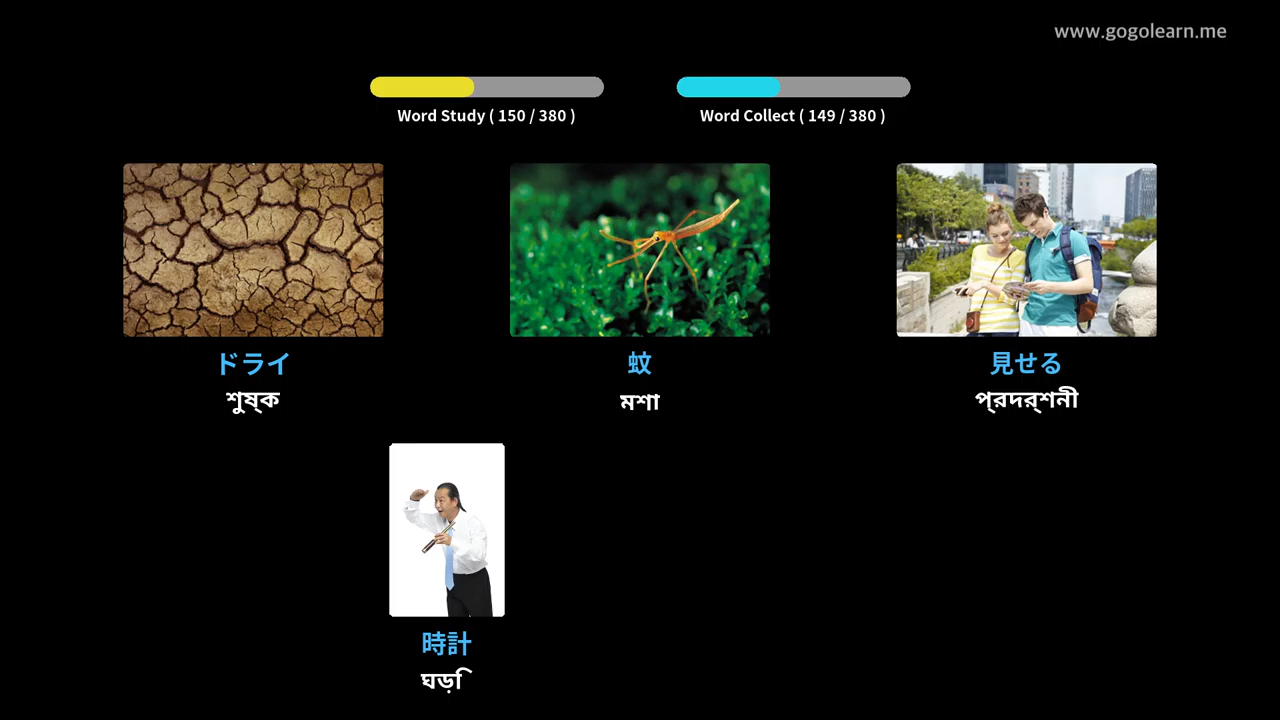 www.gogolearn.me
Word Study ( 150 / 380 )
Word Collect ( 149 / 380 )
ドライ
শুষ্ক
蚊
মশা
見せる
প্রদর্শনী
時計
ঘড়ি